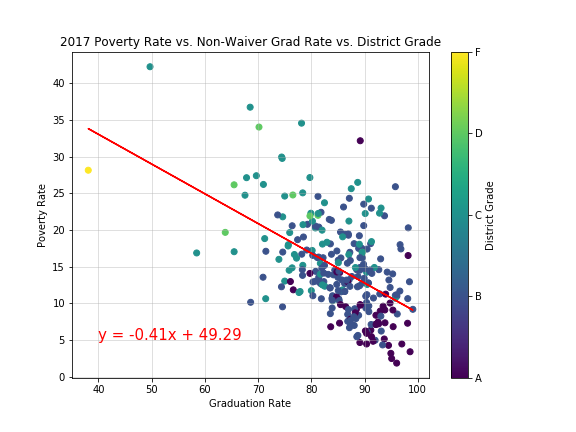 2017 Poverty Rate vs. Non-Waiver Grad Rate vs. District Grade
F
D
C
B
A
District Grade
40
35
30
25
20
15
10
5
0
Poverty Rate
y = -0.41x + 49.29
40 50 60 70 80 90 100
Graduation Rate